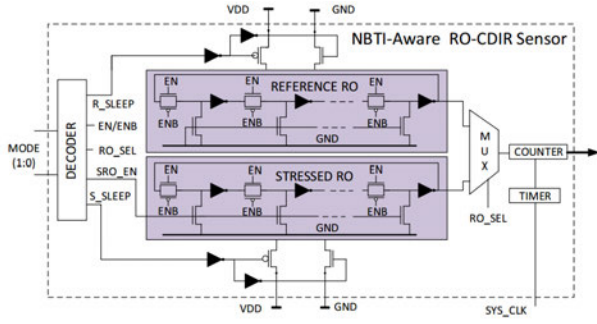 VDD GND
NBTI-Aware RO-CDIR Sensor
EN REFERENCE RO EN
EN
R_SLEEP
ENB ENB ENB
GND
MODE
(1:0)
DECODER
EN/ENB
RO_SEL
SRO_EN
S_SLEEP
MUX
COUNTER
TIMER
RO_SEL
EN STRESSED RO EN
EN
ENB ENB ENB
GND
VDD GND
SYS_CLK